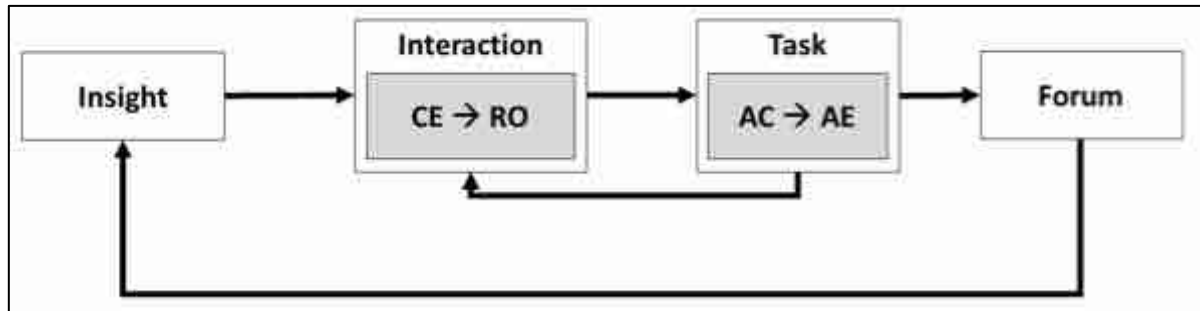 Insight
Interaction
CE → RO
Task
AC → AE
Forum